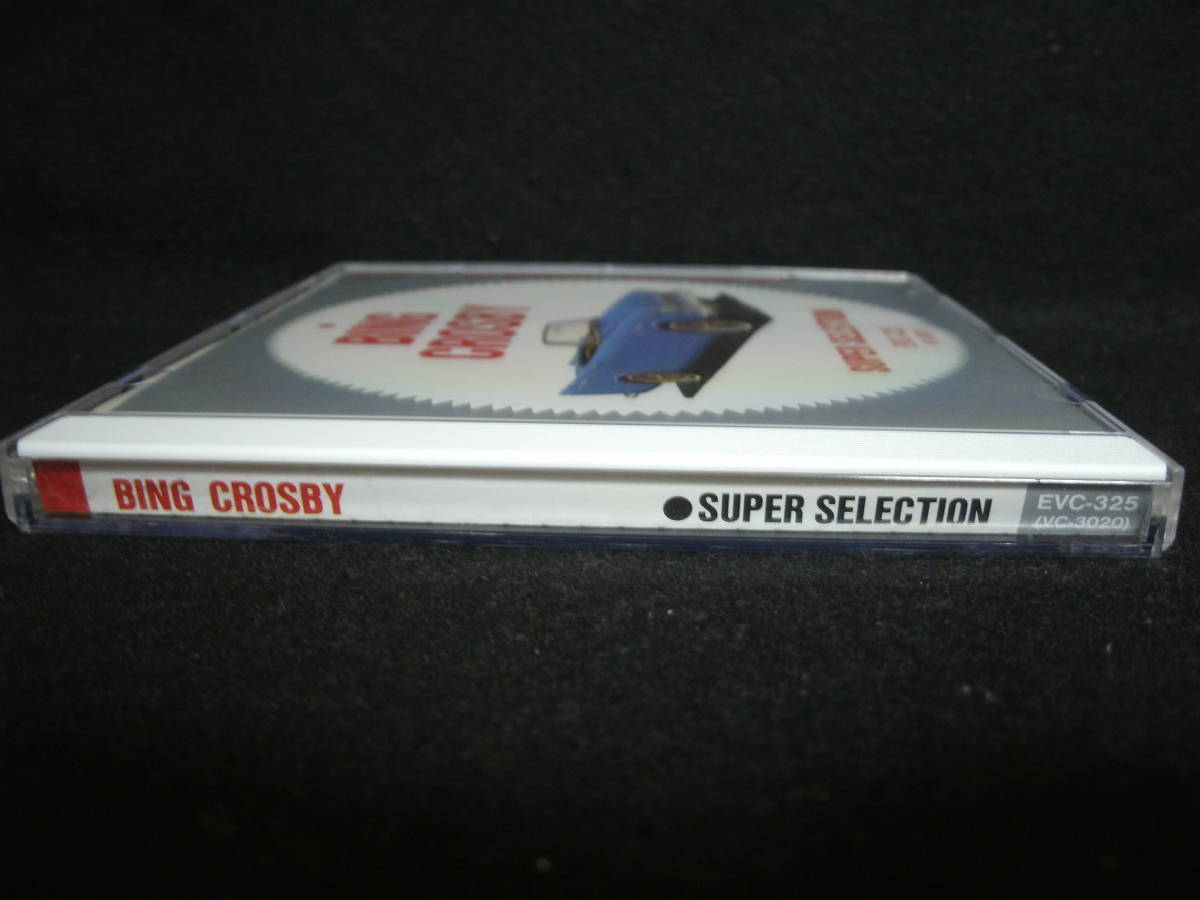 BING
CROSBY
SUPER SELECTION
BING CROSBY
●SUPER SELECTION
EVC-325
(VC-3020)